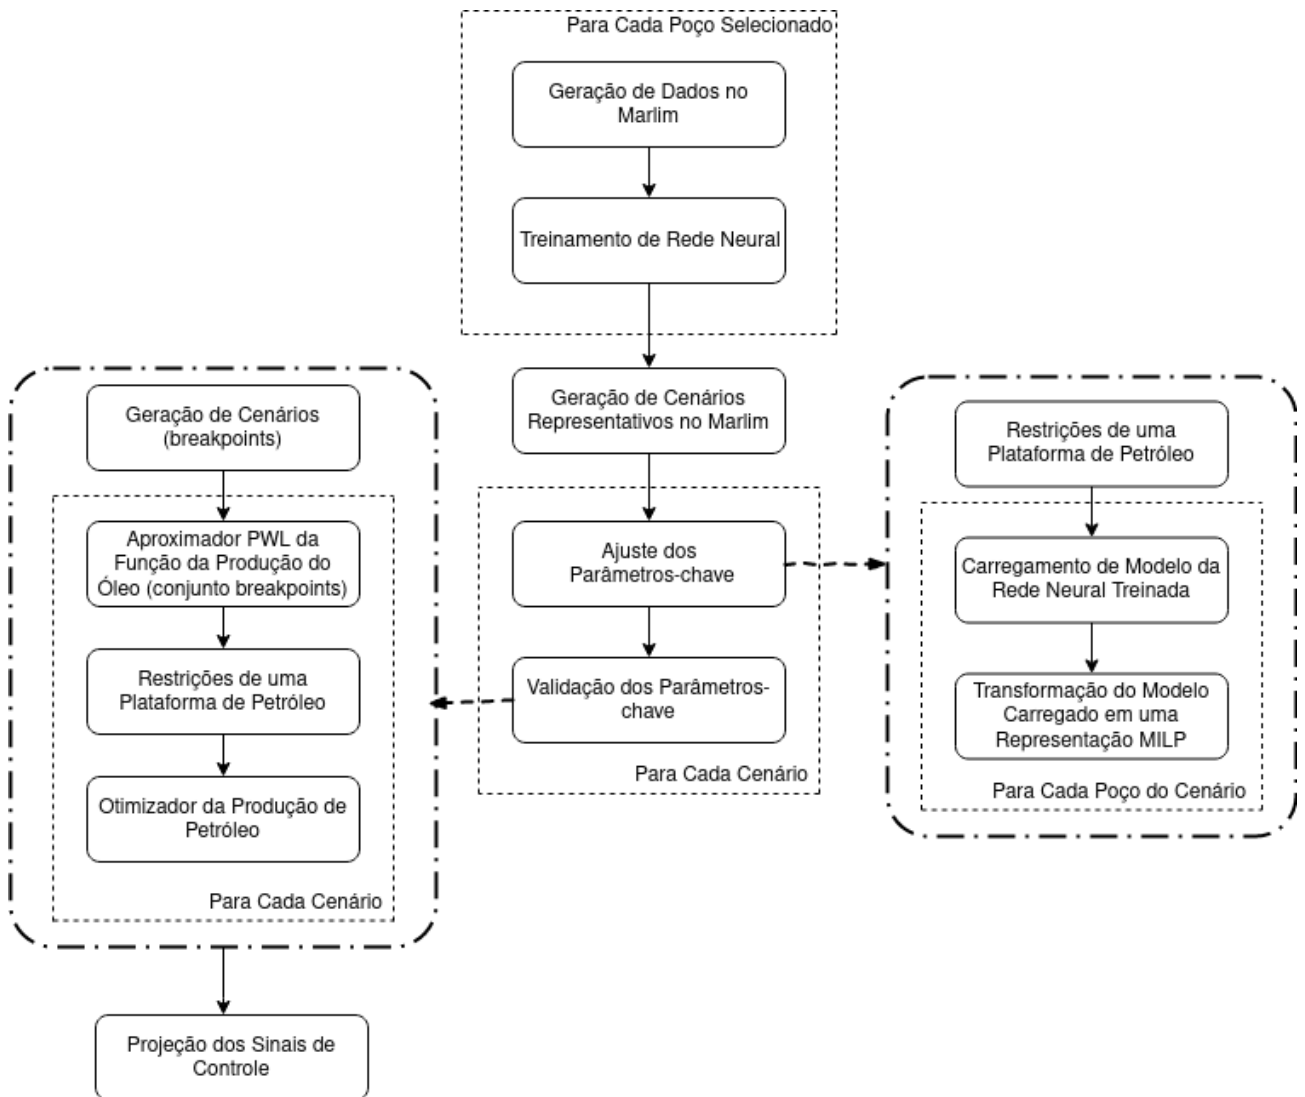 Para Cada Poço Selecionado
Geração de Dados no
Marlim
Treinamento de Rede Neural
Geração de Cenários
Representativos no Marlim
Ajuste dos
Parâmetros-chave
Validação dos Parâmetros-
chave
Para Cada Cenário
Geração de Cenários
(breakpoints)
Aproximador PWL da
Função da Produção do
Óleo (conjunto breakpoints)
Restrições de uma
Plataforma de Petróleo
Otimizador da Produção de
Petróleo
Para Cada Cenário
Projeção dos Sinais de
Controle
Restrições de uma
Plataforma de Petróleo
Carregamento de Modelo da
Rede Neural Treinada
Transformação do Modelo
Carregado em uma
Representação MILP
Para Cada Poço do Cenário